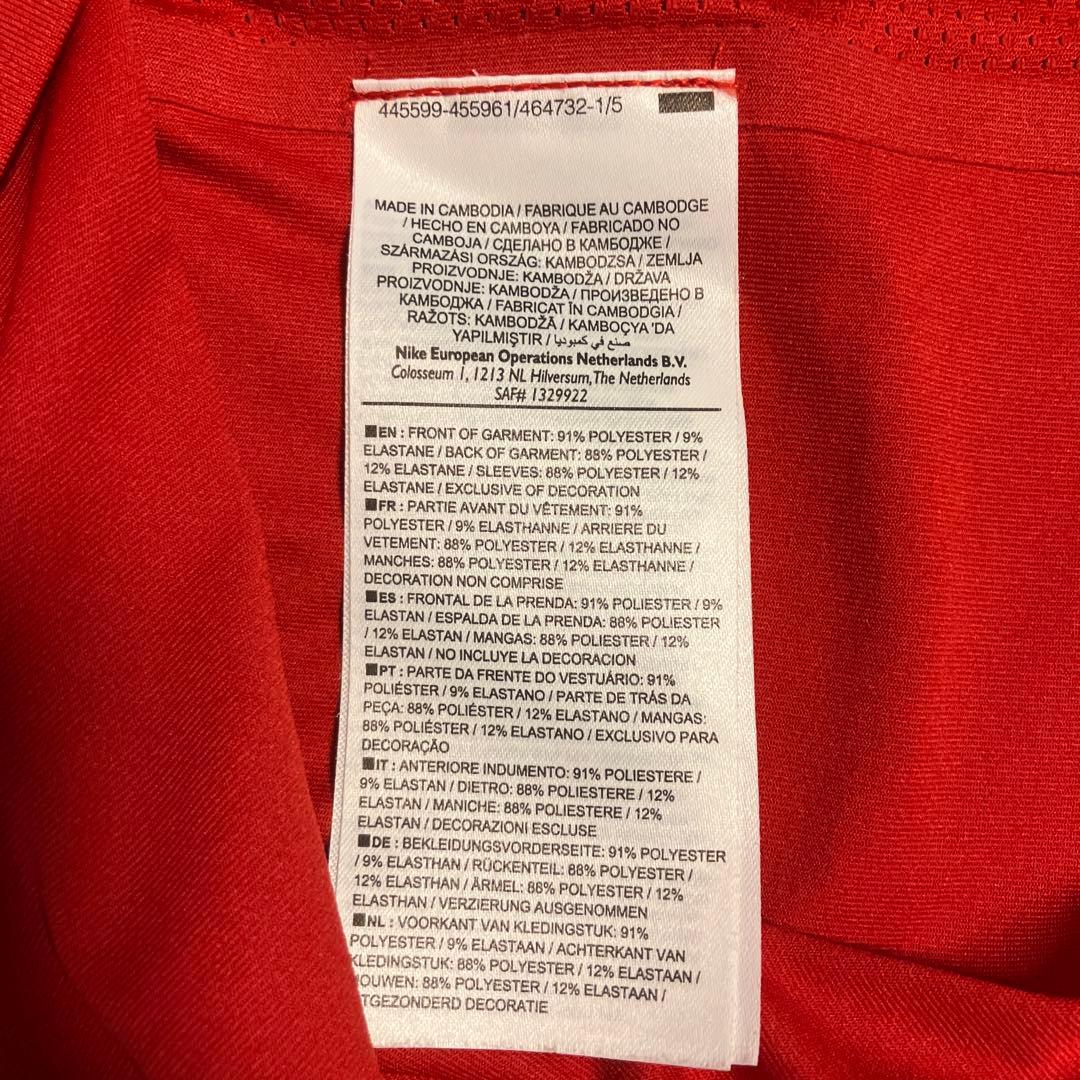 445599-455961/464732-1/5
MADE IN CAMBODIA / FABRIQUE AU CAMBODGE
/ HECHO EN CAMBOYA / FABRICADO NO
CAMBOJA / СДЕЛАНО В КАМБОДЖЕ /
SZÁRMAZÁSI ORSZÁG: KAMBODZSA / ZEMLJA
PROIZVODNJE: KAMBODŽA / DRŽAVA
PROIZVODNJE: KAMBODŽA / ПРОИЗВЕДЕНО В
КАМБОДЖА / FABRICAT ÎN CAMBODGIA /
RAŽOTS: KAMBODŽĀ / KAMBOÇYA 'DA
YAPILMIŞTIR / صنع في كمبوديا
Nike European Operations Netherlands B.V.
Colosseum 1, 1213 NL Hilversum, The Netherlands
SAF# 1329922
EN : FRONT OF GARMENT: 91% POLYESTER / 9%
ELASTANE / BACK OF GARMENT: 88% POLYESTER /
12% ELASTANE / SLEEVES: 88% POLYESTER / 12%
ELASTANE / EXCLUSIVE OF DECORATION
FR : PARTIE AVANT DU VÊTEMENT: 91%
POLYESTER / 9% ELASTHANNE / ARRIERE DU
VETEMENT: 88% POLYESTER / 12% ELASTHANNE /
MANCHES: 88% POLYESTER / 12% ELASTHANNE /
DECORATION NON COMPRISE
ES : FRONTAL DE LA PRENDA: 91% POLIESTER / 9%
ELASTAN / ESPALDA DE LA PRENDA: 88% POLIESTER
/ 12% ELASTAN / MANGAS: 88% POLIESTER / 12%
ELASTAN / NO INCLUYE LA DECORACION
PT : PARTE DA FRENTE DO VESTUÁRIO: 91%
POLIÉSTER / 9% ELASTANO / PARTE DE TRÁS DA
PEÇA: 88% POLIÉSTER / 12% ELASTANO / MANGAS:
88% POLIÉSTER / 12% ELASTANO / EXCLUSIVO PARA
DECORAÇÃO
IT : ANTERIORE INDUMENTO: 91% POLIESTERE /
9% ELASTAN / DIETRO: 88% POLIESTERE / 12%
ELASTAN / MANICHE: 88% POLIESTERE / 12%
ELASTAN / DECORAZIONI ESCLUSE
DE : BEKLEIDUNGSVORDERSEITE: 91% POLYESTER
/ 9% ELASTHAN / RÜCKENTEIL: 88% POLYESTER /
12% ELASTHAN / ÄRMEL: 88% POLYESTER / 12%
ELASTHAN / VERZIERUNG AUSGENOMMEN
NL : VOORKANT VAN KLEDINGSTUK: 91%
POLYESTER / 9% ELASTAAN / ACHTERKANT VAN
KLEDINGSTUK: 88% POLYESTER / 12% ELASTAAN /
OUWEN: 88% POLYESTER / 12% ELASTAAN /
TGEZONDERD DECORATIE